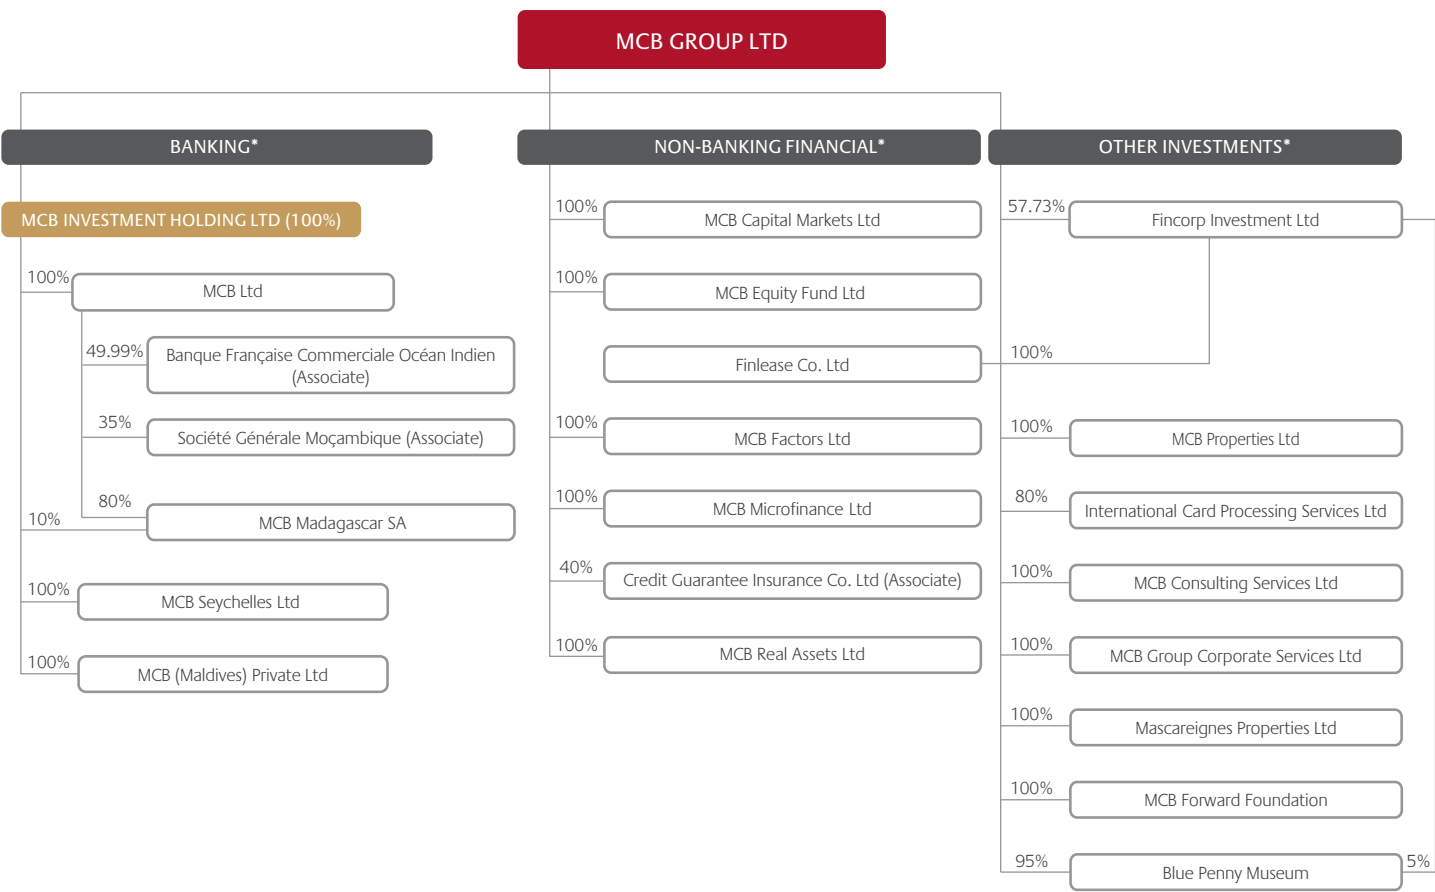 MCB GROUP LTD
BANKING*
MCB INVESTMENT HOLDING LTD (100%)
100%
MCB Ltd
49.99%
Banque Française Commerciale Océan Indien
(Associate)
35%
Société Générale Moçambique (Associate)
80%
10%
MCB Madagascar SA
100%
MCB Seychelles Ltd
100%
MCB (Maldives) Private Ltd
NON-BANKING FINANCIAL*
100%
MCB Capital Markets Ltd
100%
MCB Equity Fund Ltd
Finlease Co. Ltd
100%
MCB Factors Ltd
100%
MCB Microfinance Ltd
40%
Credit Guarantee Insurance Co. Ltd (Associate)
100%
MCB Real Assets Ltd
OTHER INVESTMENTS*
57.73%
Fincorp Investment Ltd
100%
100%
MCB Properties Ltd
80%
International Card Processing Services Ltd
100%
MCB Consulting Services Ltd
100%
MCB Group Corporate Services Ltd
100%
Mascareignes Properties Ltd
100%
MCB Forward Foundation
95%
Blue Penny Museum
5%